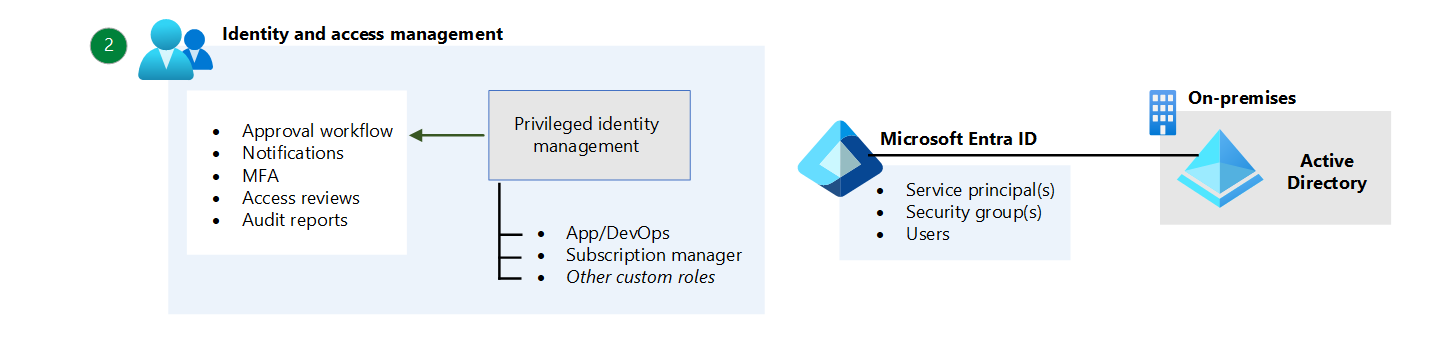 2
Identity and access management
• Approval workflow
• Notifications
• MFA
• Access reviews
• Audit reports
Privileged identity
management
• App/DevOps
• Subscription manager
• Other custom roles
Microsoft Entra ID
• Service principal(s)
• Security group(s)
• Users
On-premises
Active
Directory